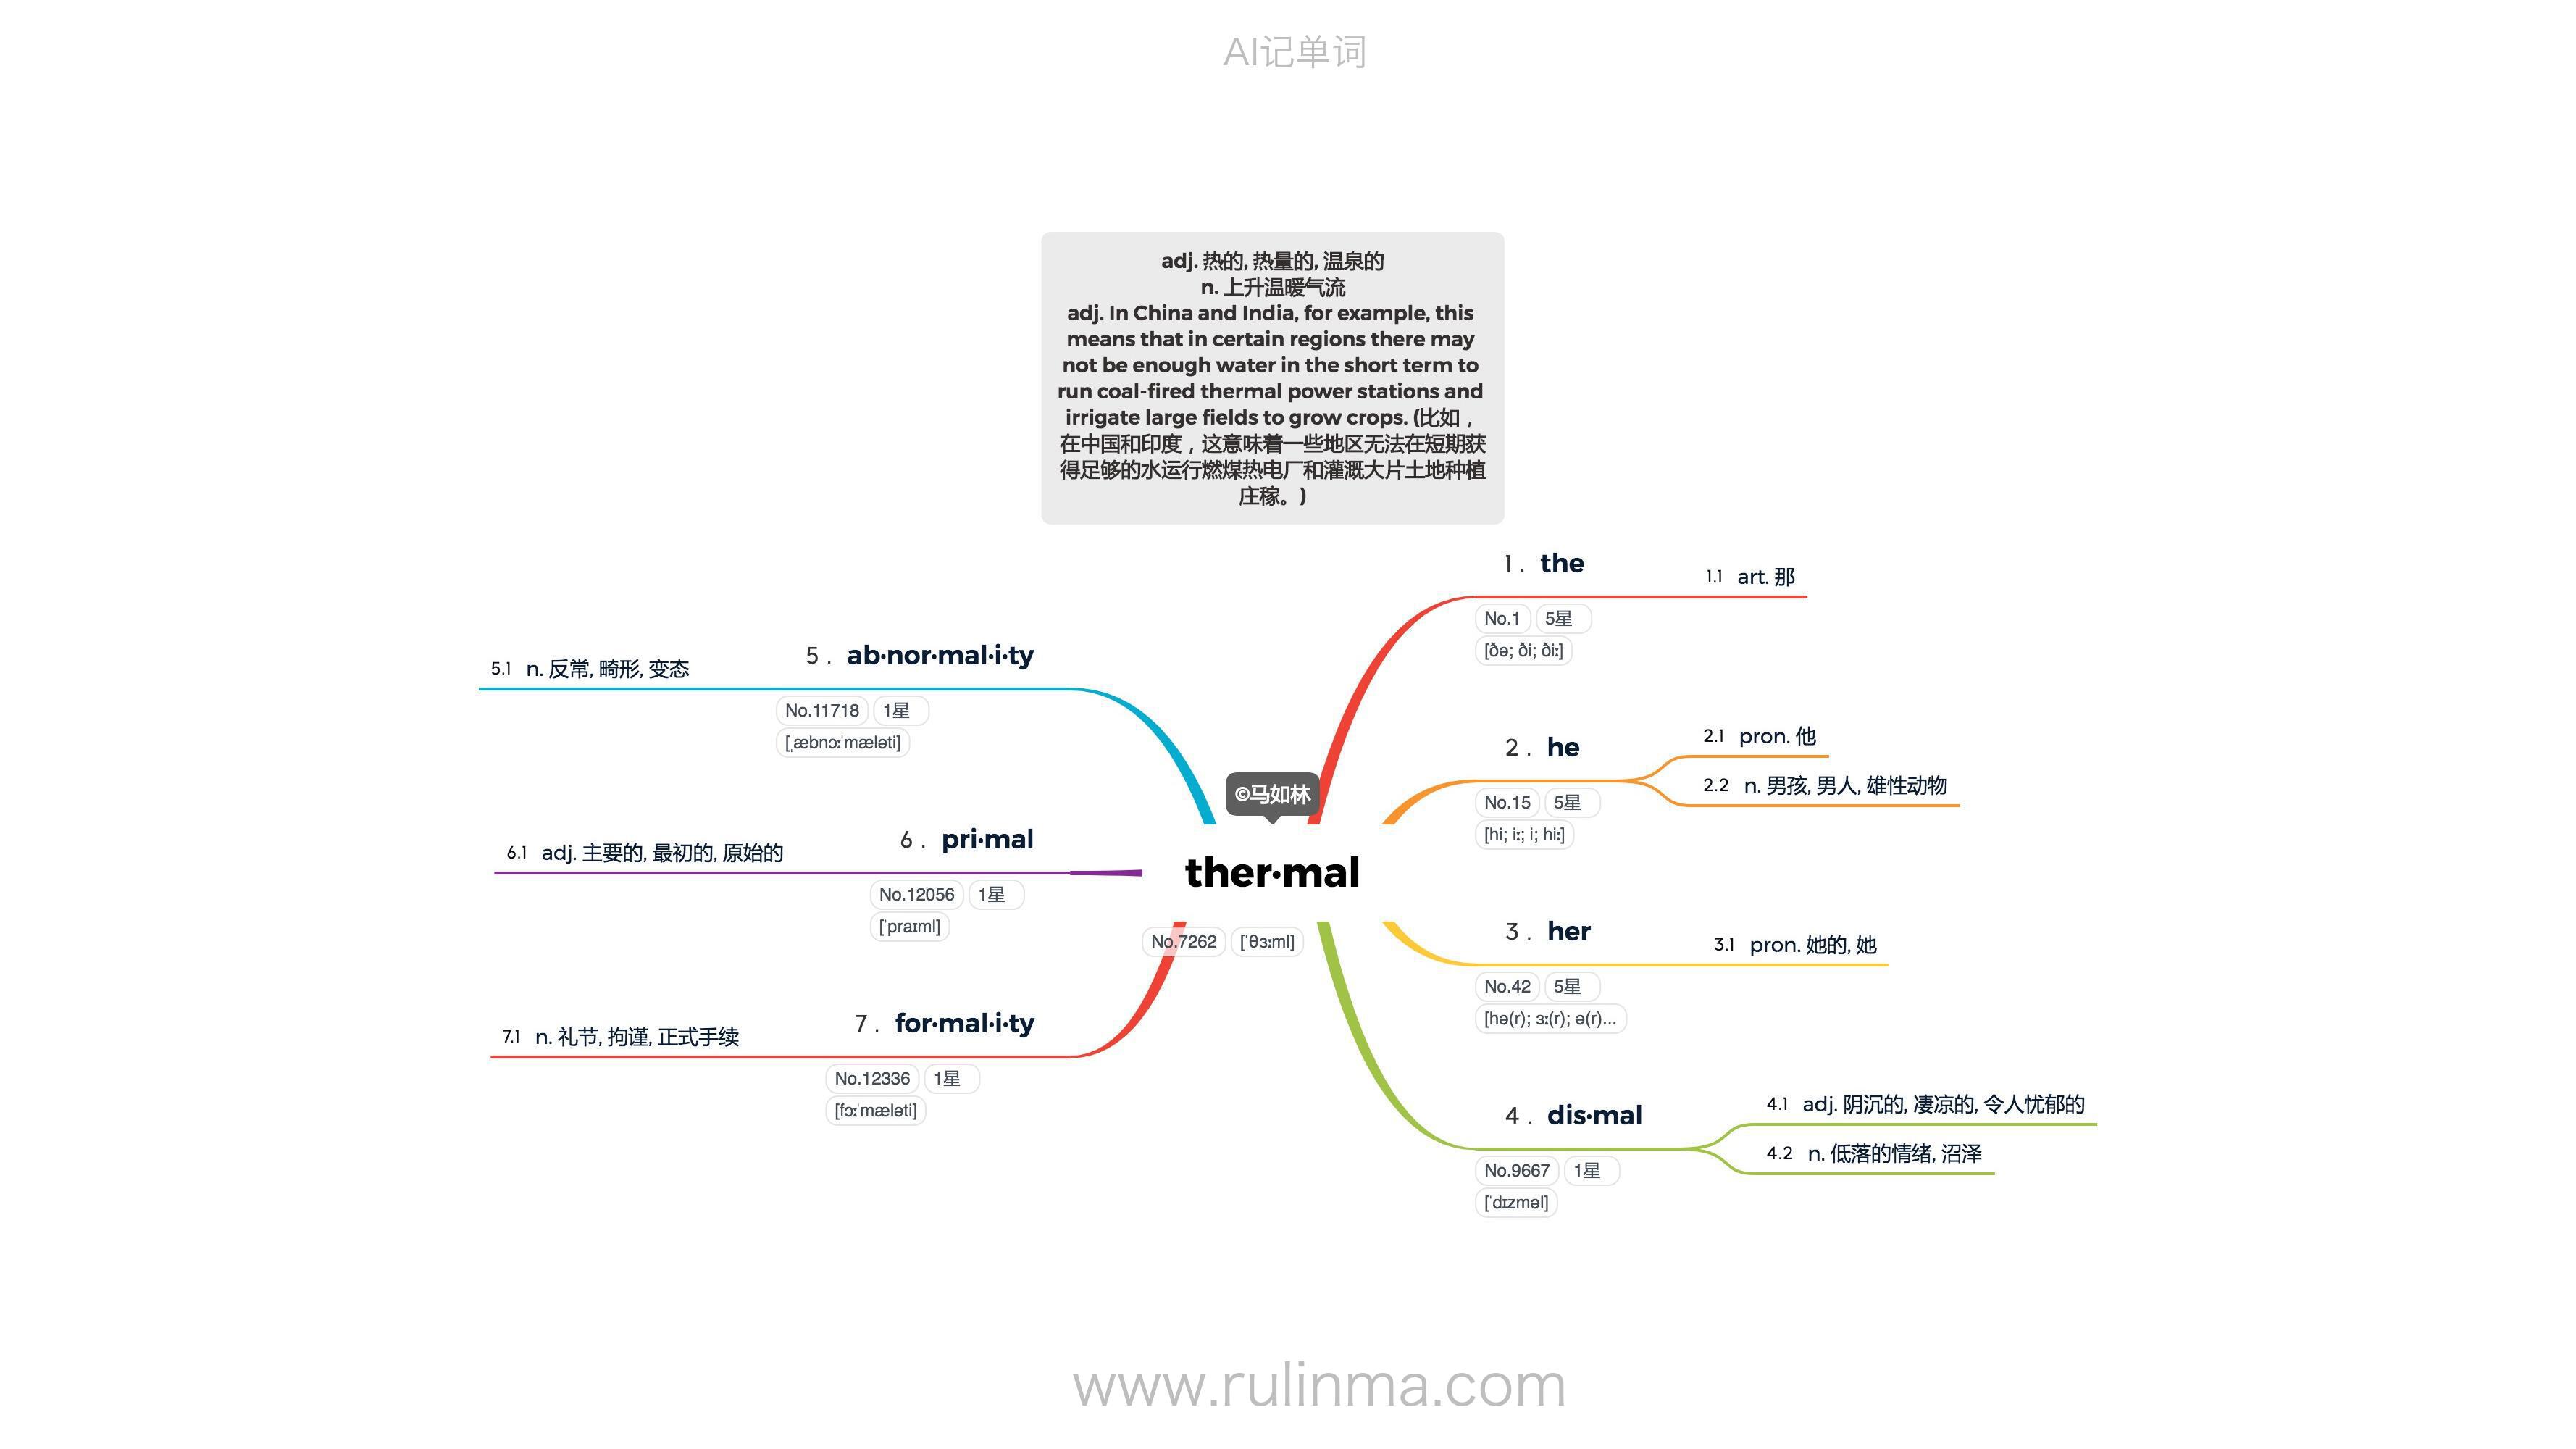 AI记单词
adj. 热的, 热量的, 温泉的
n. 上升温暖气流
adj. In China and India, for example, this
means that in certain regions there may
not be enough water in the short term to
run coal-fired thermal power stations and
irrigate large fields to grow crops. (比如，
在中国和印度，这意味着一些地区无法在短期获
得足够的水运行燃煤热电厂和灌溉大片土地种植
庄稼。)
©马如林
ther·mal
No.7262 [ˈθɜːml]
1. the
No.1 5星
[ðə; ði; ðiː]
1.1 art. 那
2. he
No.15 5星
[hi; iː; i; hiː]
2.1 pron. 他
2.2 n. 男孩, 男人, 雄性动物
3. her
No.42 5星
[hə(r); ɜː(r); ə(r)...
3.1 pron. 她的, 她
4. dis·mal
No.9667 1星
[ˈdɪzməl]
4.1 adj. 阴沉的, 凄凉的, 令人忧郁的
4.2 n. 低落的情绪, 沼泽
5. ab·nor·mal·i·ty
No.11718 1星
[ˌæbnɔːˈmæləti]
5.1 n. 反常, 畸形, 变态
6. pri·mal
No.12056 1星
[ˈpraɪml]
6.1 adj. 主要的, 最初的, 原始的
7. for·mal·i·ty
No.12336 1星
[fɔːˈmæləti]
7.1 n. 礼节, 拘谨, 正式手续
www.rulinma.com